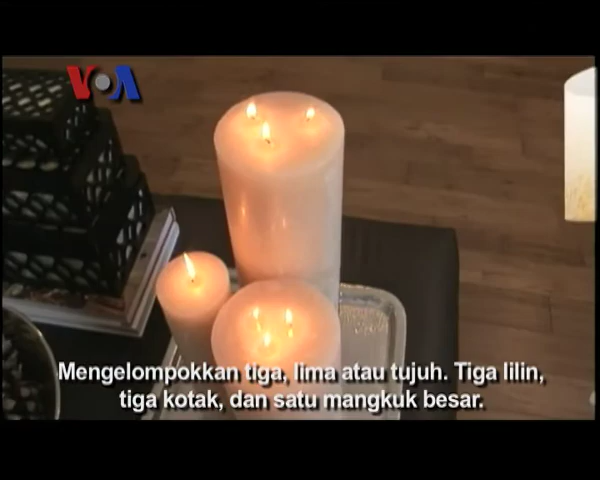 VOA
Mengelompokkan tiga, lima atau tujuh. Tiga lilin,
tiga kotak, dan satu mangkuk besar.